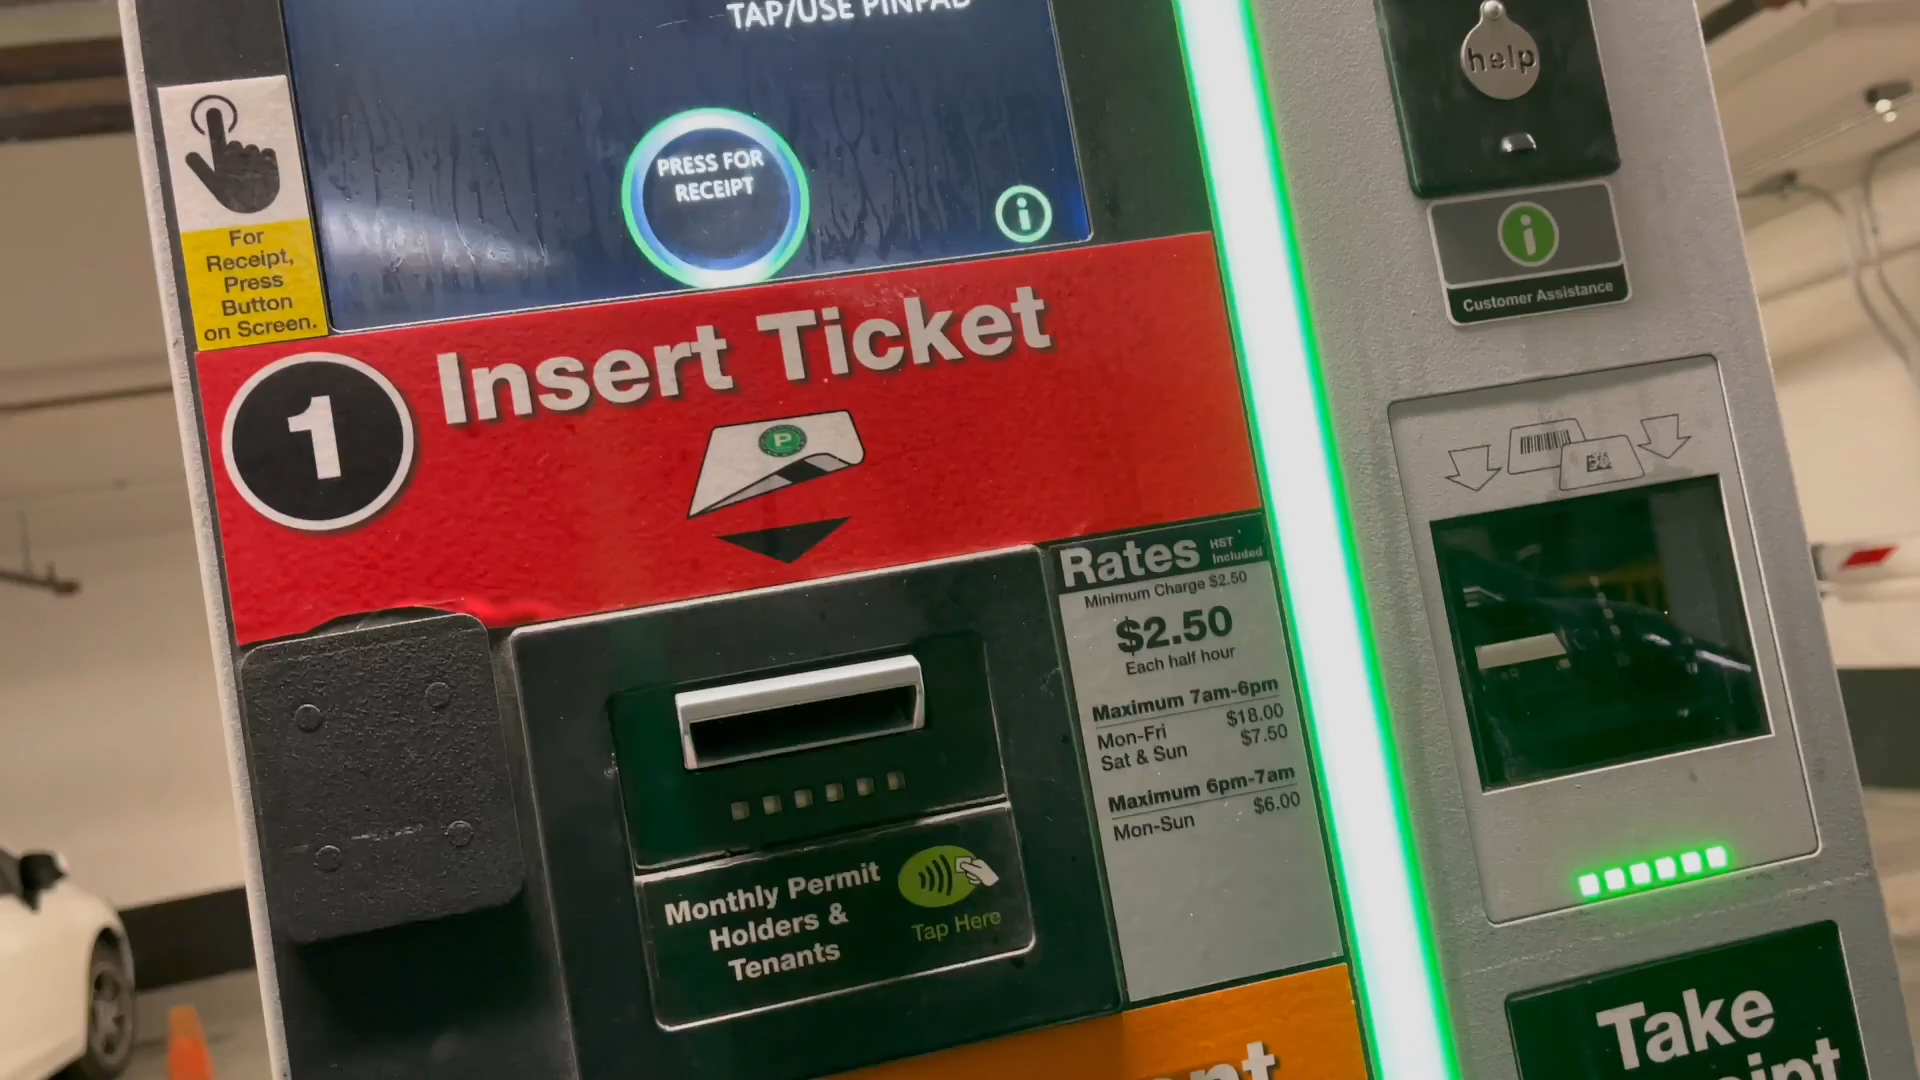 TAP/USE PINPAD
PRESS FOR
RECEIPT
For
Receipt,
Press
Button
on Screen.
help
Customer Assistance
1
Insert Ticket
P
Rates
HST
Included
Minimum Charge $2.50
$2.50
Each half hour
Maximum 7am-6pm
Mon-Fri $18.00
Sat & Sun $7.50
Maximum 6pm-7am
Mon-Sun $6.00
Monthly Permit
Holders &
Tenants
Tap Here
Take